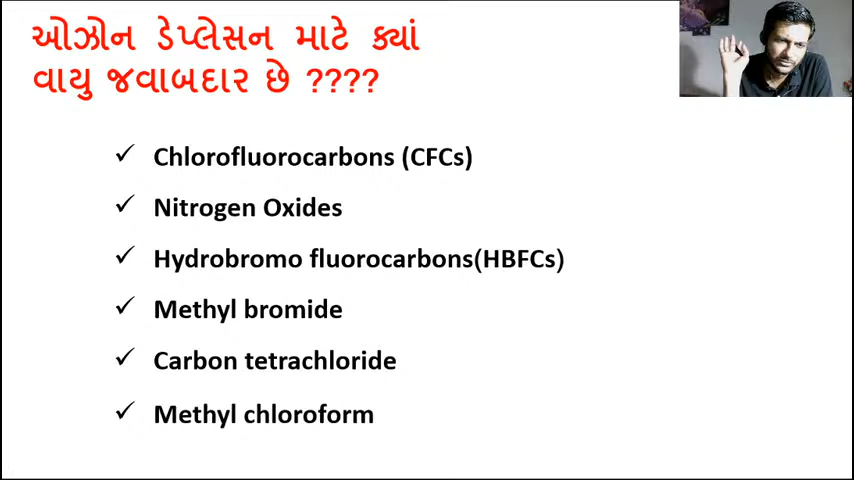 ઓઝોન ડેપ્લેસન માટે ક્યાં
વાયુ જવાબદાર છે ????
Chlorofluorocarbons (CFCs)
Nitrogen Oxides
Hydrobromo fluorocarbons(HBFCs)
Methyl bromide
Carbon tetrachloride
Methyl chloroform